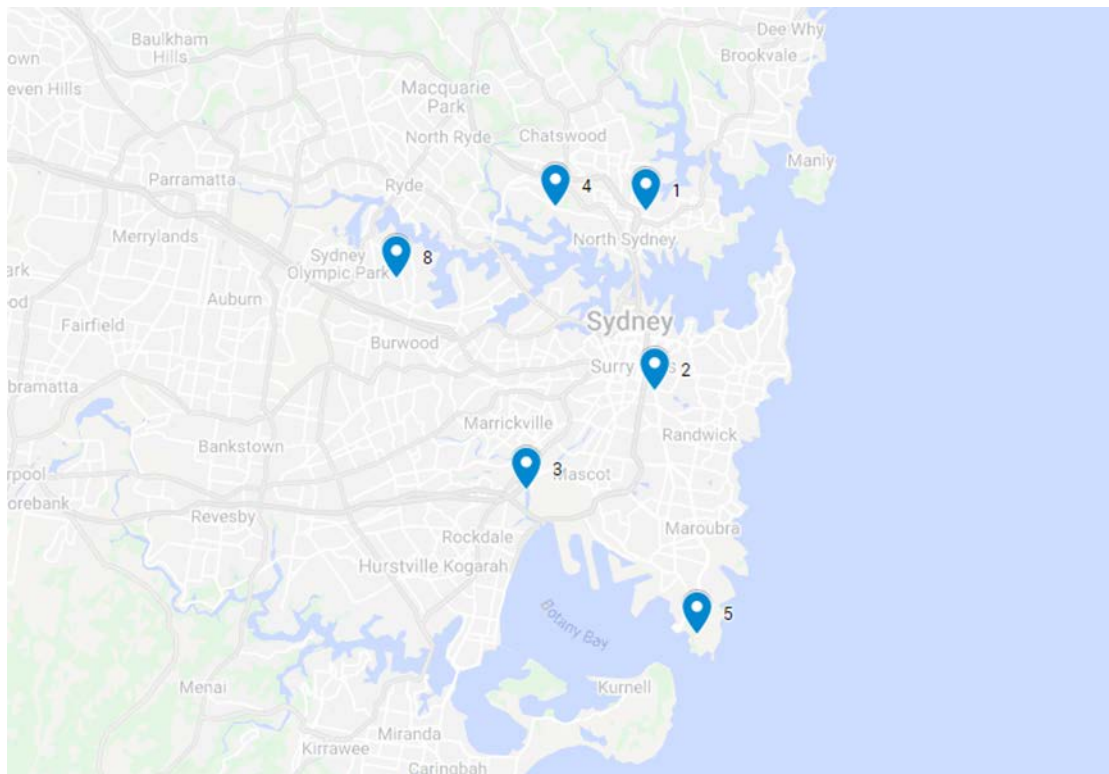 Dee Why
Baulkham
Hills
own
Brookvale
even Hills
Macquarie
Park
North Ryde
Chatswood
Manly
Parramatta
Ryde
4
1
Merrylands
North Sydney
Sydney
Olympic Park
8
ark
od
Auburn
Sydney
Fairfield
Burwood
Surry
s
2
bramatta
Marrickville
Randwick
Bankstown
rpool
3
Mascot
orebank
Revesby
Rockdale
Maroubra
Hurstville
Kogarah
Botany Bay
5
Menai
Kurnell
Miranda
Kirrawee
Caringbah